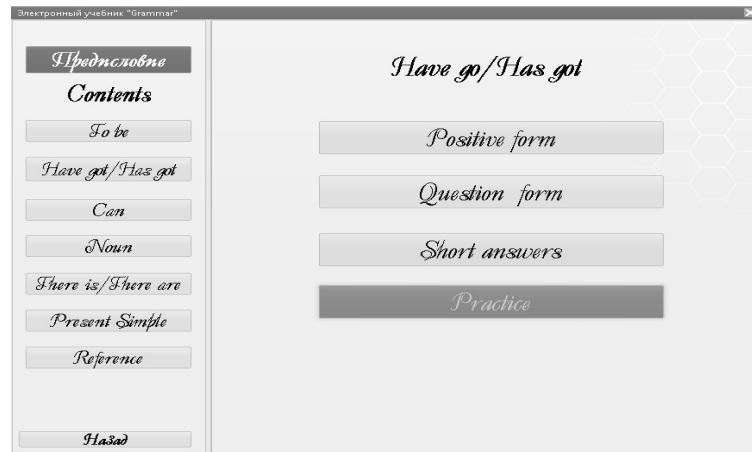 Электронный учебник "Grammar"
Предисловие
Contents
To be
Have got/Has got
Can
Noun
There is/There are
Present Simple
Reference
Назад
Have go/Has got
Positive form
Question form
Short answers
Practice